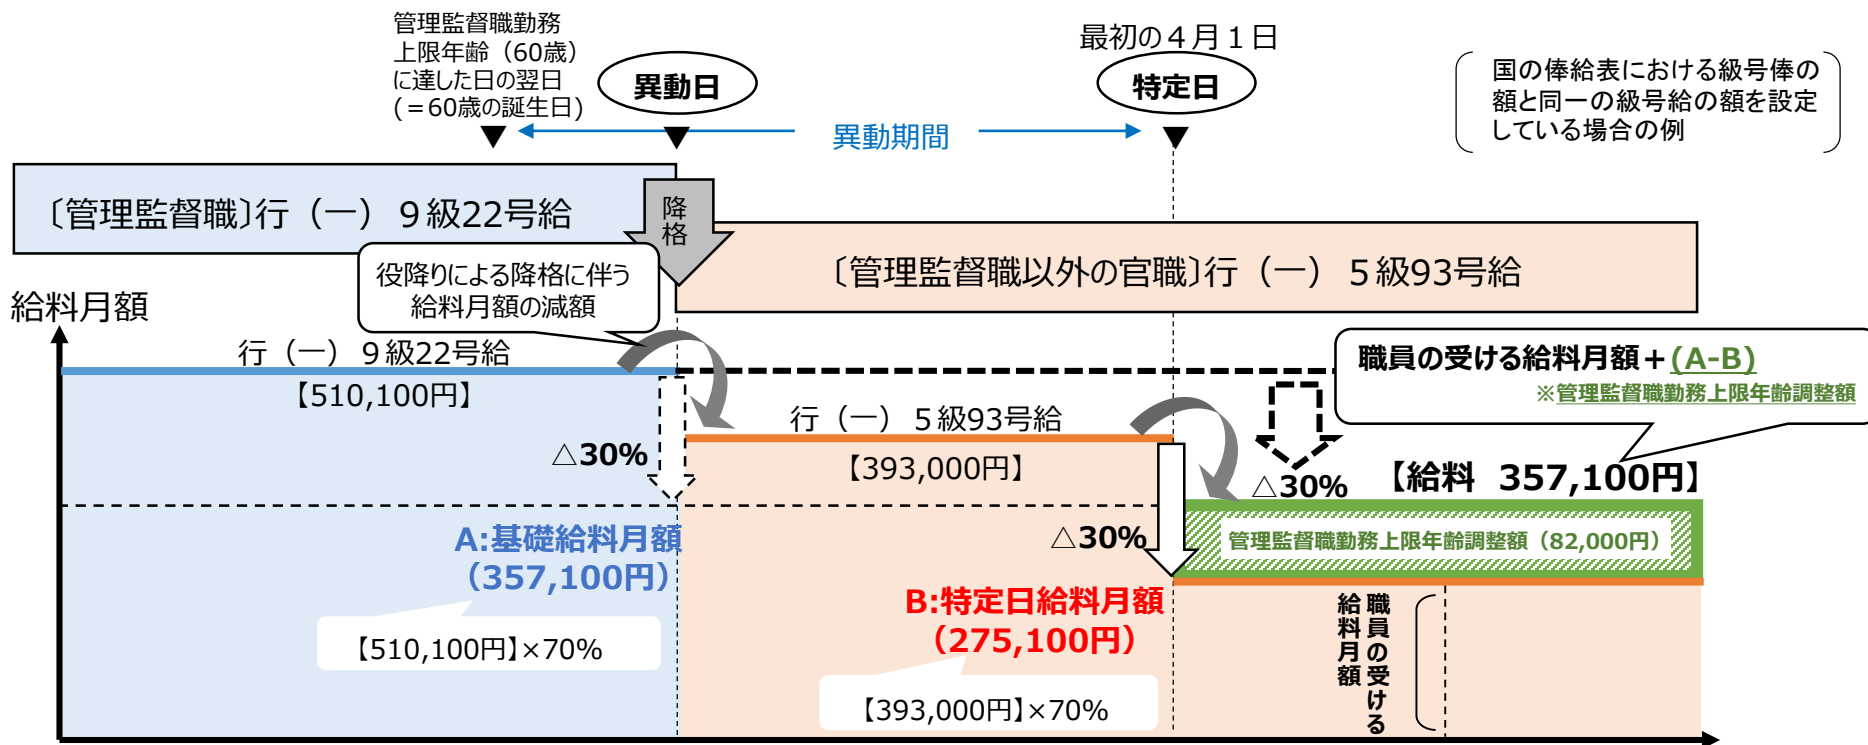 管理監督職勤務
上限年齢（60歳）
に達した日の翌日
(＝60歳の誕生日)
異動日
最初の４月１日
特定日
異動期間
国の俸給表における級号俸の
額と同一の級号給の額を設定
している場合の例
〔管理監督職〕行（一）９級22号給
降格
〔管理監督職以外の官職〕行（一）５級93号給
役降りによる降格に伴う
給料月額の減額
給料月額
行（一）９級22号給
【510,100円】
△30%
行（一）５級93号給
【393,000円】
△30%
職員の受ける給料月額＋(A-B)
※管理監督職勤務上限年齢調整額
△30%
【給料 357,100円】
管理監督職勤務上限年齢調整額（82,000円）
A:基礎給料月額
（357,100円）
【510,100円】×70%
B:特定日給料月額
（275,100円）
【393,000円】×70%
職員の受ける
給料月額